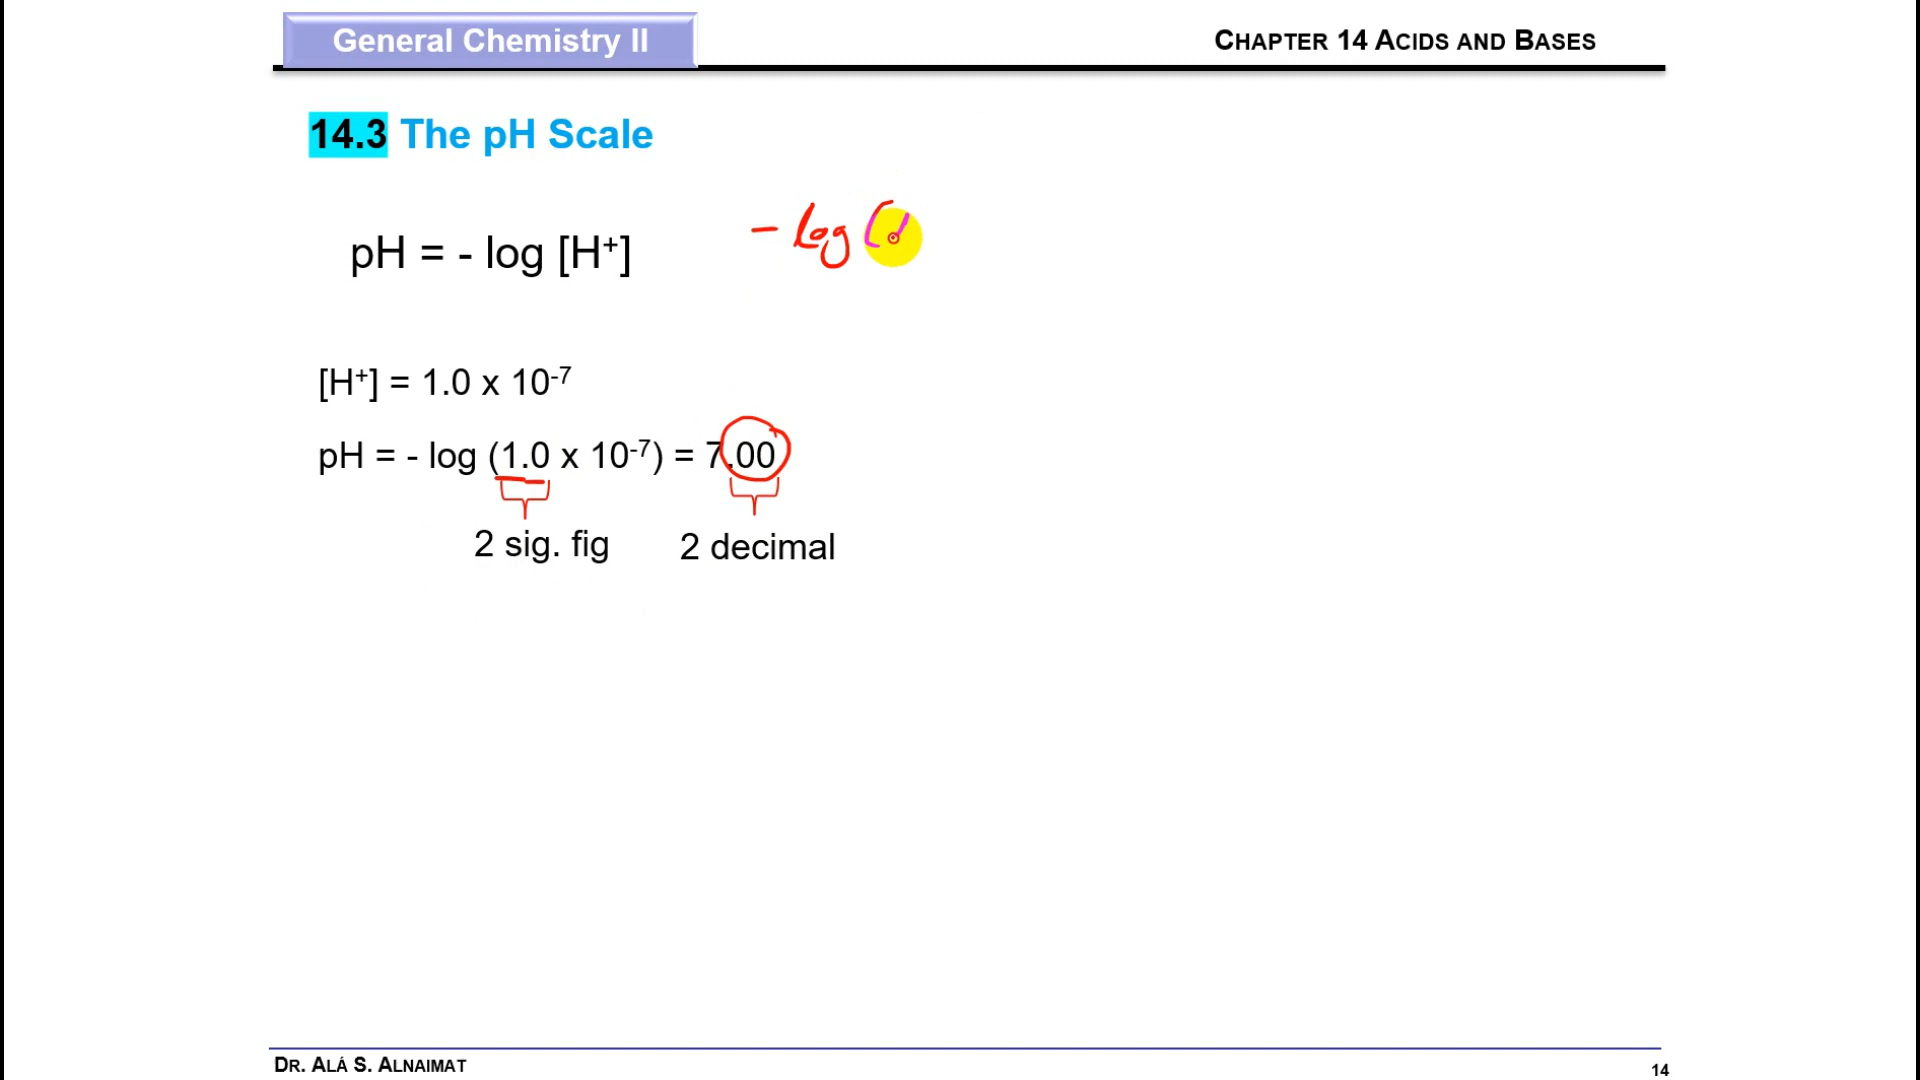 General Chemistry II
CHAPTER 14 ACIDS AND BASES
14.3 The pH Scale
pH = - log [H⁺]
- log (
[H⁺] = 1.0 x 10⁻⁷
pH = - log (1.0 x 10⁻⁷) = 7.00
2 sig. fig
2 decimal
DR. ALÁ S. ALNAIMAT
14